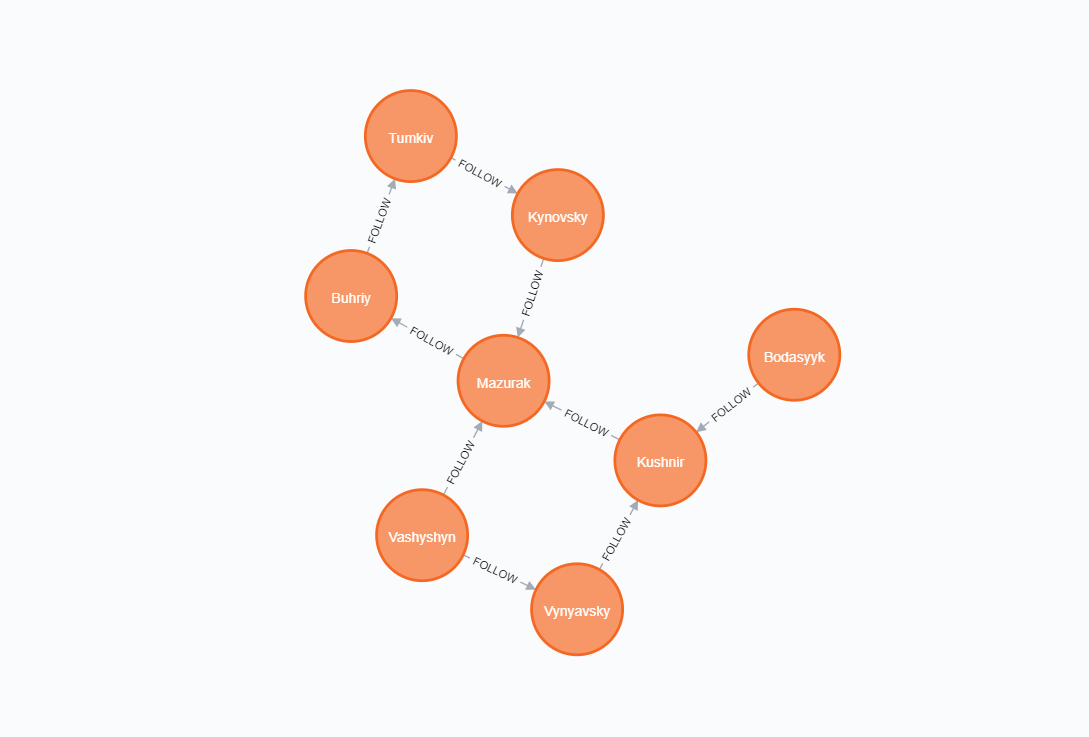 Tumkiv
FOLLOW
Kynovsky
FOLLOW
FOLLOW
Buhriy
FOLLOW
Mazurak
Bodasyyk
FOLLOW
FOLLOW
Kushnir
FOLLOW
Vashyshyn
FOLLOW
FOLLOW
Vynyavsky